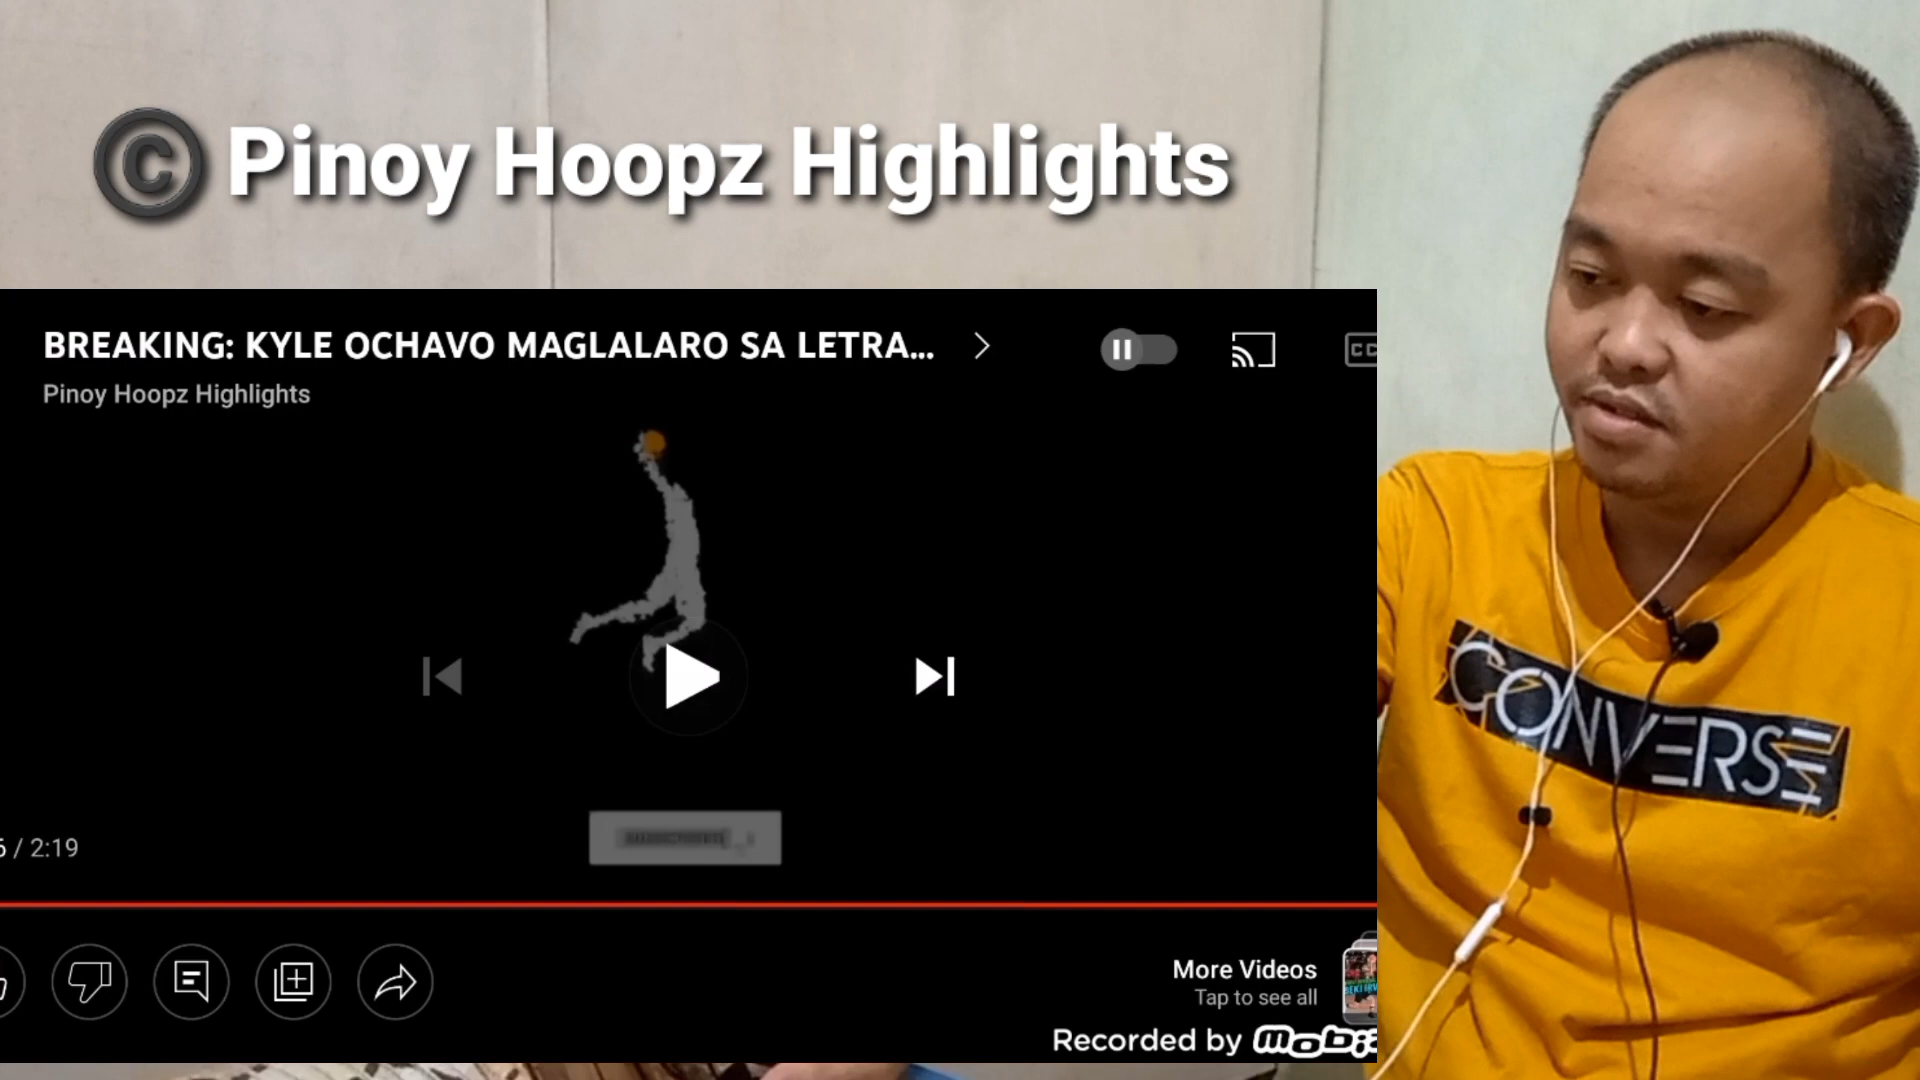 © Pinoy Hoopz Highlights
BREAKING: KYLE OCHAVO MAGLALARO SA LETRA...
Pinoy Hoopz Highlights
CC
CONVERSE
/ 2:19
More Videos
Tap to see all
Recorded by